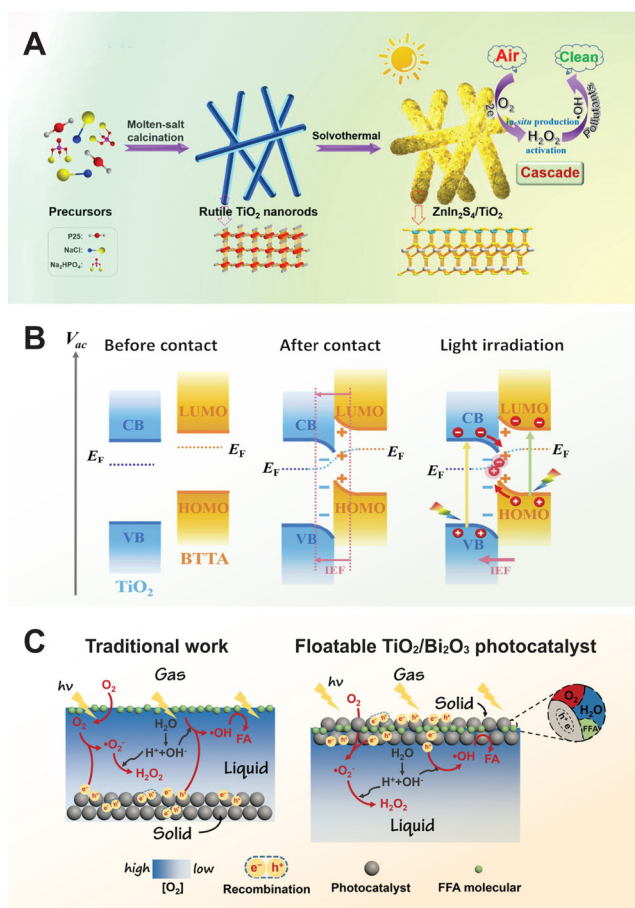 A
Air
Clean
2e⁻
O₂
HO•
Pollutants
in-situ production
H₂O₂
activation
Cascade
Molten-salt
calcination
Solvothermal
Precursors
Rutile TiO₂ nanorods
ZnIn₂S₄/TiO₂
P25:
NaCl:
Na₂HPO₄:
B
Vac
Before contact
After contact
Light irradiation
CB
LUMO
EF
EF
HOMO
VB
TiO₂
BTTA
CB
LUMO
+
+
+
EF
EF
−
−
−
HOMO
VB
IEF
CB
LUMO
− − − −
+
+
EF
EF
−
−
+ +
HOMO
VB
+ +
IEF
C
Traditional work
Floatable TiO₂/Bi₂O₃ photocatalyst
hν
O₂
Gas
O₂
H₂O
•OH
FA
•O₂⁻
H⁺+OH⁻
H₂O₂
Liquid
e⁻ h⁺
Solid
hν
O₂
Gas
Solid
e⁻ h⁺
H₂O
•OH
FA
•O₂⁻
H⁺+OH⁻
H₂O₂
Liquid
O₂
H₂O
h⁺ e⁻
FFA
high
low
[O₂]
e⁻ h⁺
Recombination
Photocatalyst
FFA molecular